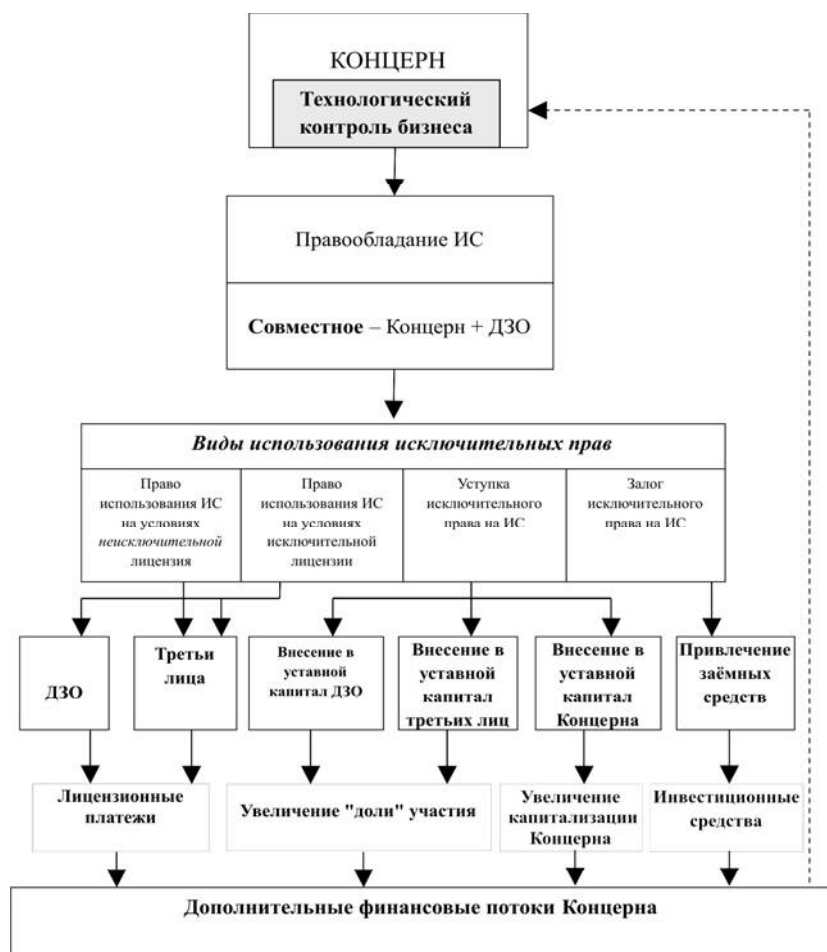 КОНЦЕРН
Технологический
контроль бизнеса
Правообладание ИС
Совместное – Концерн + ДЗО
Виды использования исключительных прав
Право
использования ИС
на условиях
неисключительной
лицензия
Право
использования ИС
на условиях
исключительной
лицензии
Уступка
исключительного
права на ИС
Залог
исключительного
права на ИС
ДЗО
Третьи
лица
Внесение в
уставной
капитал ДЗО
Внесение в
уставной
капитал
третьих лиц
Внесение в
уставной
капитал
Концерна
Привлечение
заёмных
средств
Лицензионные
платежи
Увеличение "доли" участия
Увеличение
капитализации
Концерна
Инвестиционные
средства
Дополнительные финансовые потоки Концерна